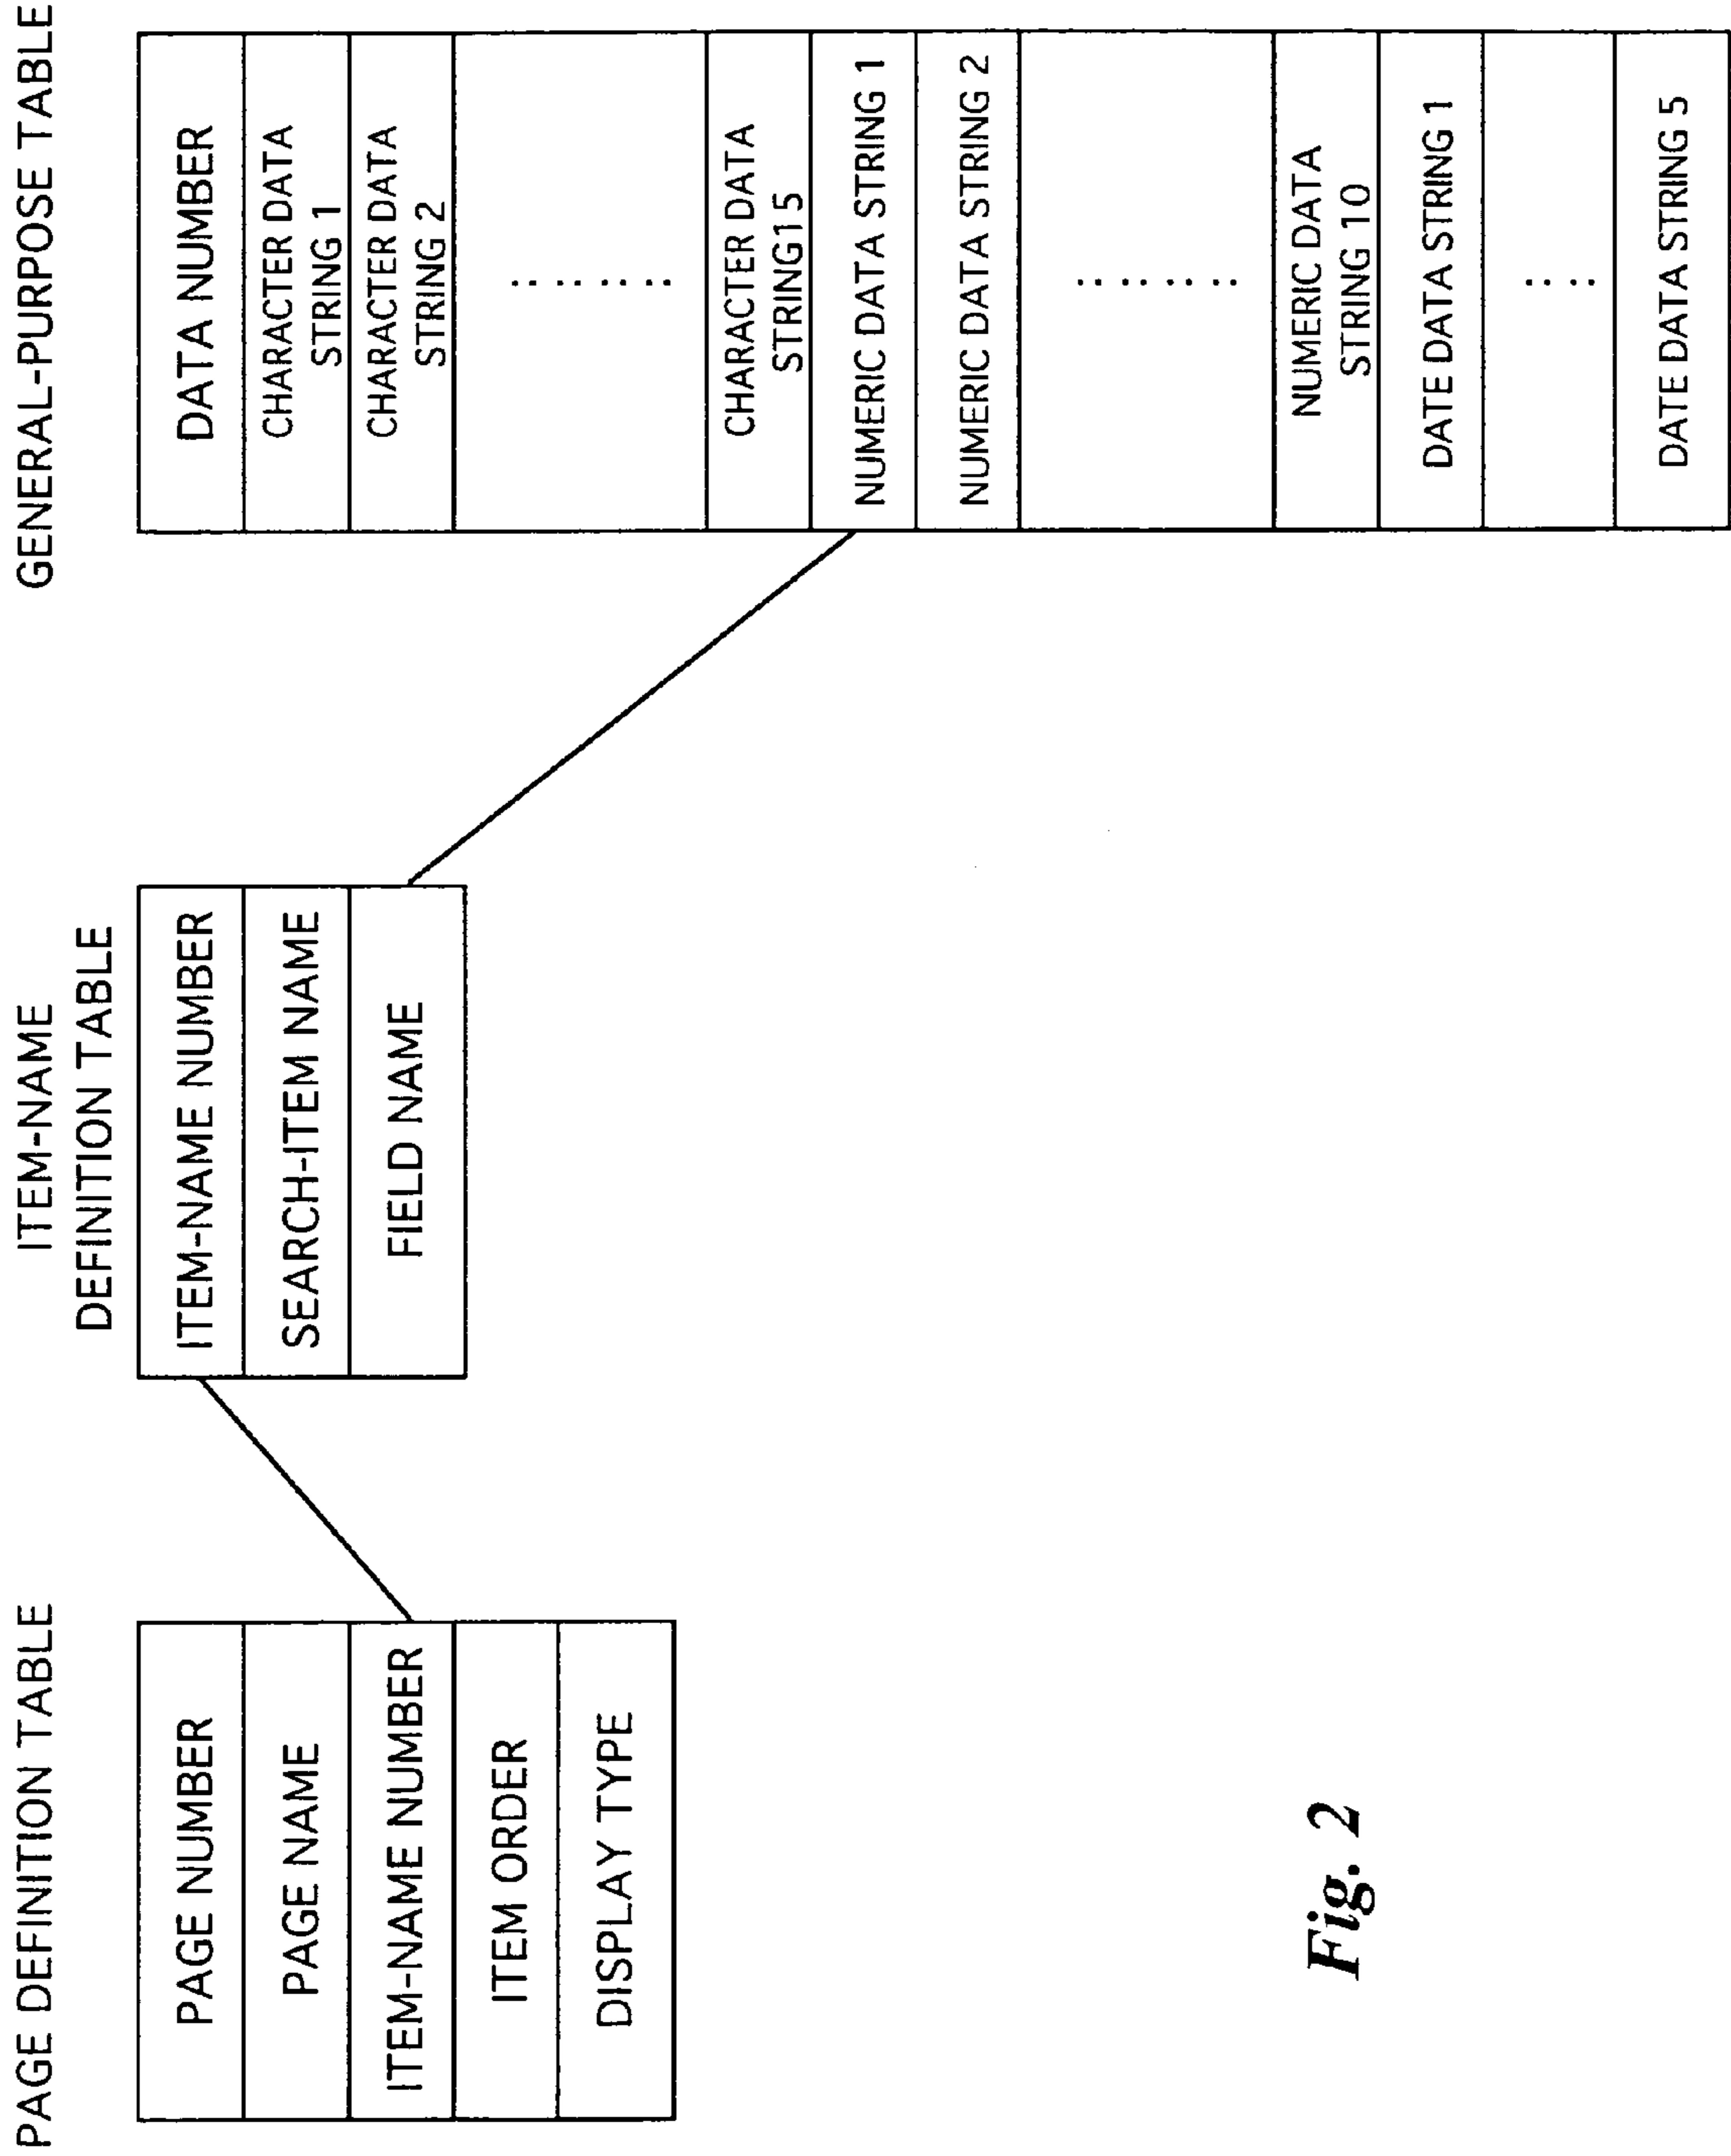 PAGE DEFINITION TABLE
PAGE NUMBER
PAGE NAME
ITEM-NAME NUMBER
ITEM ORDER
DISPLAY TYPE
ITEM-NAME
DEFINITION TABLE
ITEM-NAME NUMBER
SEARCH-ITEM NAME
FIELD NAME
GENERAL-PURPOSE TABLE
DATA NUMBER
CHARACTER DATA
STRING 1
CHARACTER DATA
STRING 2
.......
CHARACTER DATA
STRING15
NUMERIC DATA STRING 1
NUMERIC DATA STRING 2
.......
NUMERIC DATA
STRING 10
DATE DATA STRING 1
....
DATE DATA STRING 5
Fig. 2